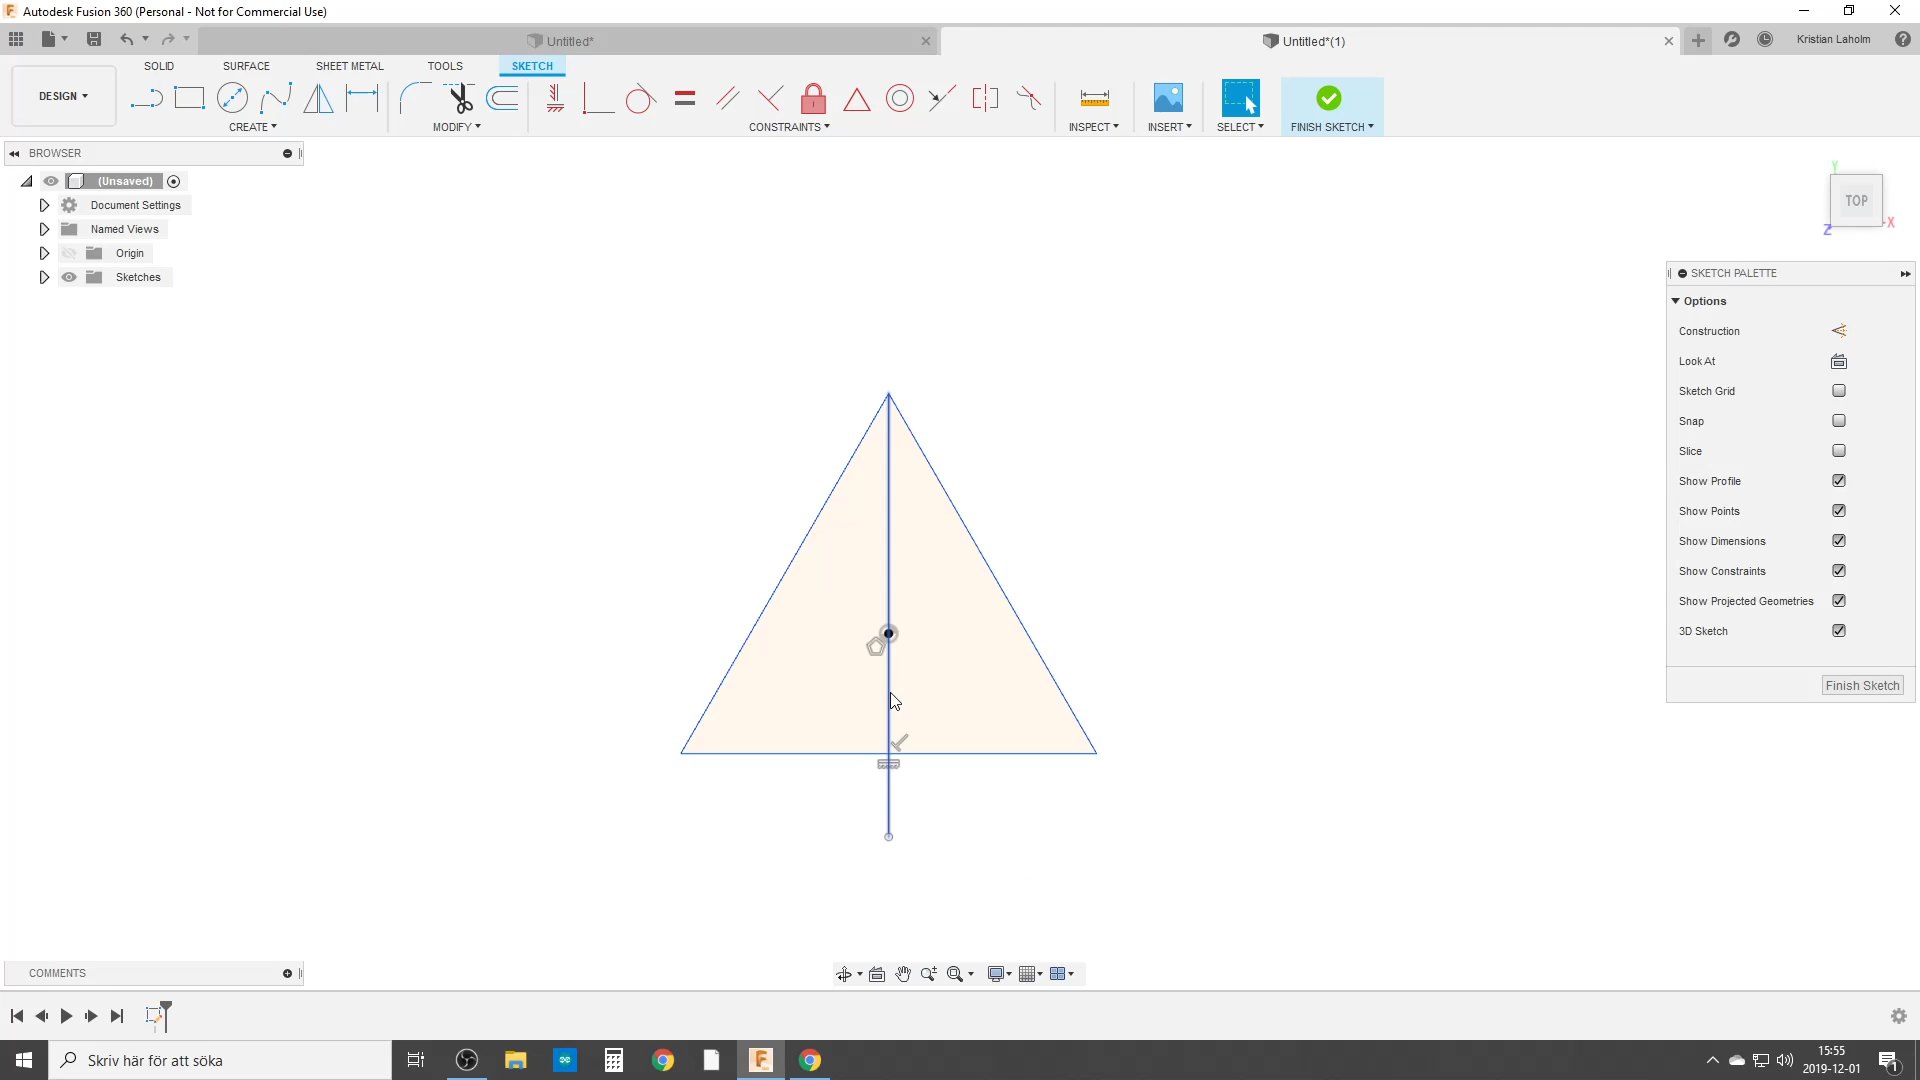 Autodesk Fusion 360 (Personal - Not for Commercial Use)
Untitled*
Untitled*(1)
Kristian Laholm
DESIGN
SOLID
SURFACE
SHEET METAL
TOOLS
SKETCH
CREATE
MODIFY
CONSTRAINTS
INSPECT
INSERT
SELECT
FINISH SKETCH
BROWSER
(Unsaved)
Document Settings
Named Views
Origin
Sketches
Y
TOP
X
Z
SKETCH PALETTE
Options
Construction
Look At
Sketch Grid
Snap
Slice
Show Profile
Show Points
Show Dimensions
Show Constraints
Show Projected Geometries
3D Sketch
Finish Sketch
COMMENTS
Skriv här för att söka
15:55
2019-12-01
1